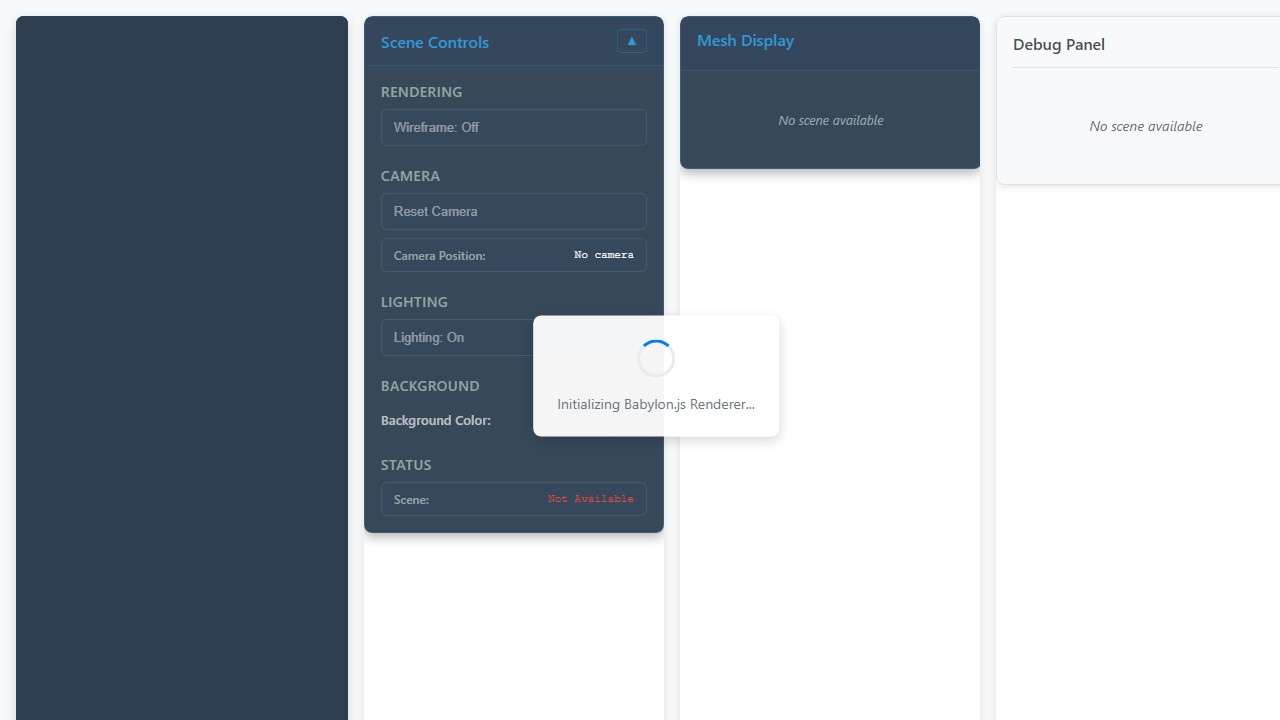 Scene Controls
▲
RENDERING
Wireframe: Off
CAMERA
Reset Camera
Camera Position: No camera
LIGHTING
Lighting: On
BACKGROUND
Background Color:
STATUS
Scene: Not Available
Initializing Babylon.js Renderer...
Mesh Display
No scene available
Debug Panel
No scene available